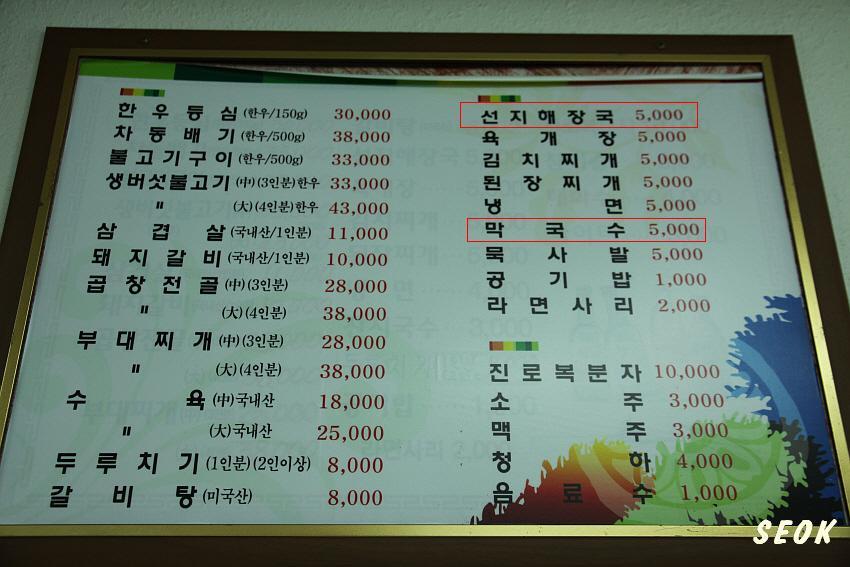 한우등심(한우/150g) 30,000
차동배기(한우/500g) 38,000
불고기구이(한우/500g) 33,000
생버섯불고기(中)(3인분)한우 33,000
〃 (大)(4인분)한우 43,000
삼겹살(국내산/1인분) 11,000
돼지갈비(국내산/1인분) 10,000
곱창전골(中)(3인분) 28,000
〃 (大)(4인분) 38,000
부대찌개(中)(3인분) 28,000
〃 (大)(4인분) 38,000
수육(中)국내산 18,000
〃 (大)국내산 25,000
두루치기(1인분)(2인이상) 8,000
갈비탕(미국산) 8,000
선지해장국 5,000
육개장 5,000
김치찌개 5,000
된장찌개 5,000
냉면 5,000
막국수 5,000
묵사발 5,000
공기밥 1,000
라면사리 2,000
진로복분자 10,000
소주 3,000
맥주 3,000
청하 4,000
음료수 1,000
SEOK